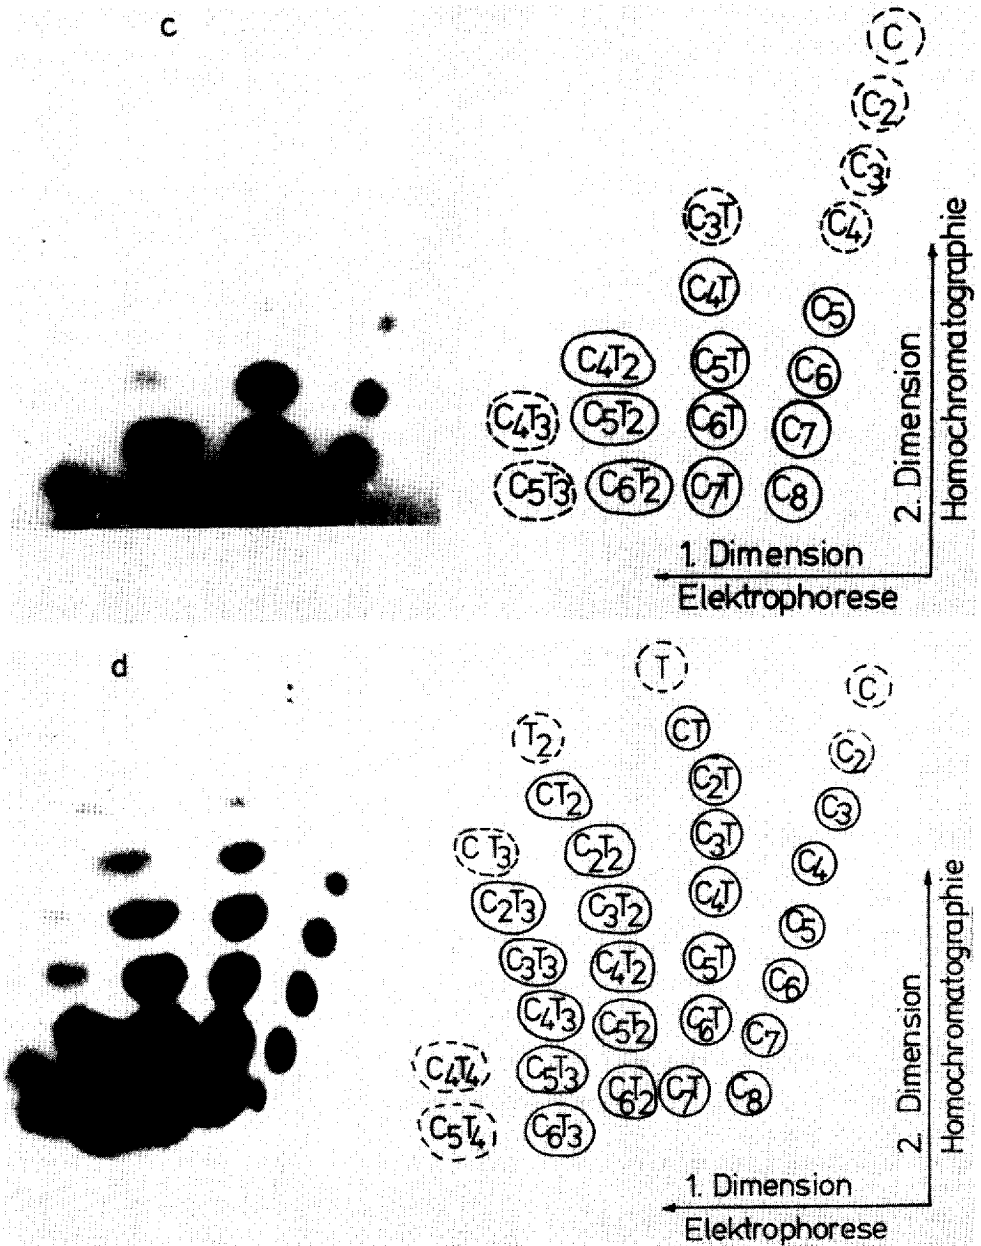 c
C
C2
C3
C3T C4
C4T
C5
C4T2 C5T C6
C4T3 C5T2 C6T C7
C5T3 C6T2 C7T C8
2. Dimension
Homochromatographie
1. Dimension
Elektrophorese
d
T C
T2 CT C2
CT2 C2T C3
CT3 C2T2 C3T C4
C2T3 C3T2 C4T C5
C3T3 C4T2 C5T C6
C4T3 C5T2 C6T C7
C4T4 C5T3 C6T2 C7T C8
C5T4 C6T3
2. Dimension
Homochromatographie
1. Dimension
Elektrophorese